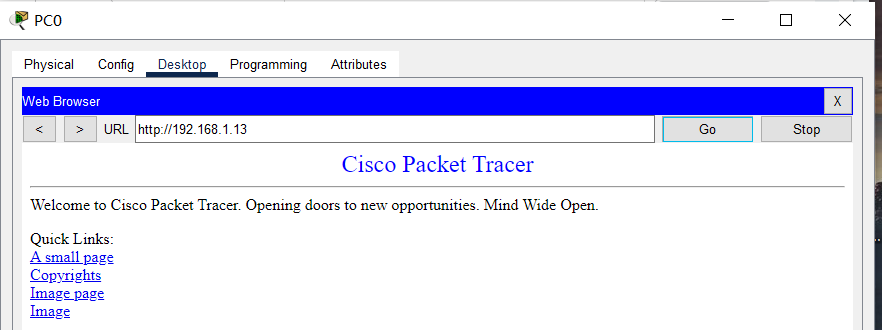 PC0
Physical Config Desktop Programming Attributes
Web Browser X
< > URL http://192.168.1.13 Go Stop
Cisco Packet Tracer
Welcome to Cisco Packet Tracer. Opening doors to new opportunities. Mind Wide Open.
Quick Links:
A small page
Copyrights
Image page
Image